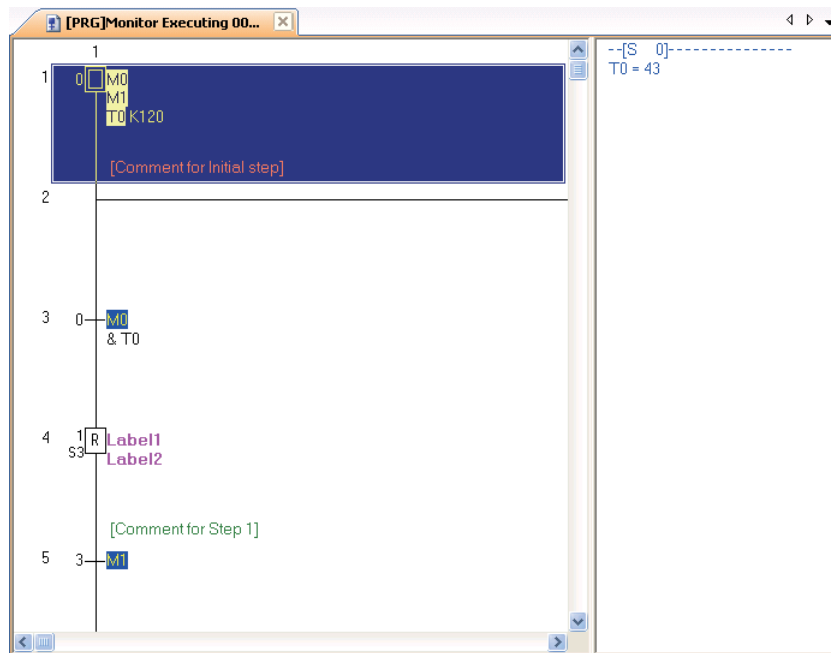 [PRG]Monitor Executing 00...
1
1 0 M0
M1
T0 K120
[Comment for Initial step]
2
3 0 M0
& T0
4 1 R Label1
S3 Label2
[Comment for Step 1]
5 3 M1
--[S 0]---------------
T0 = 43